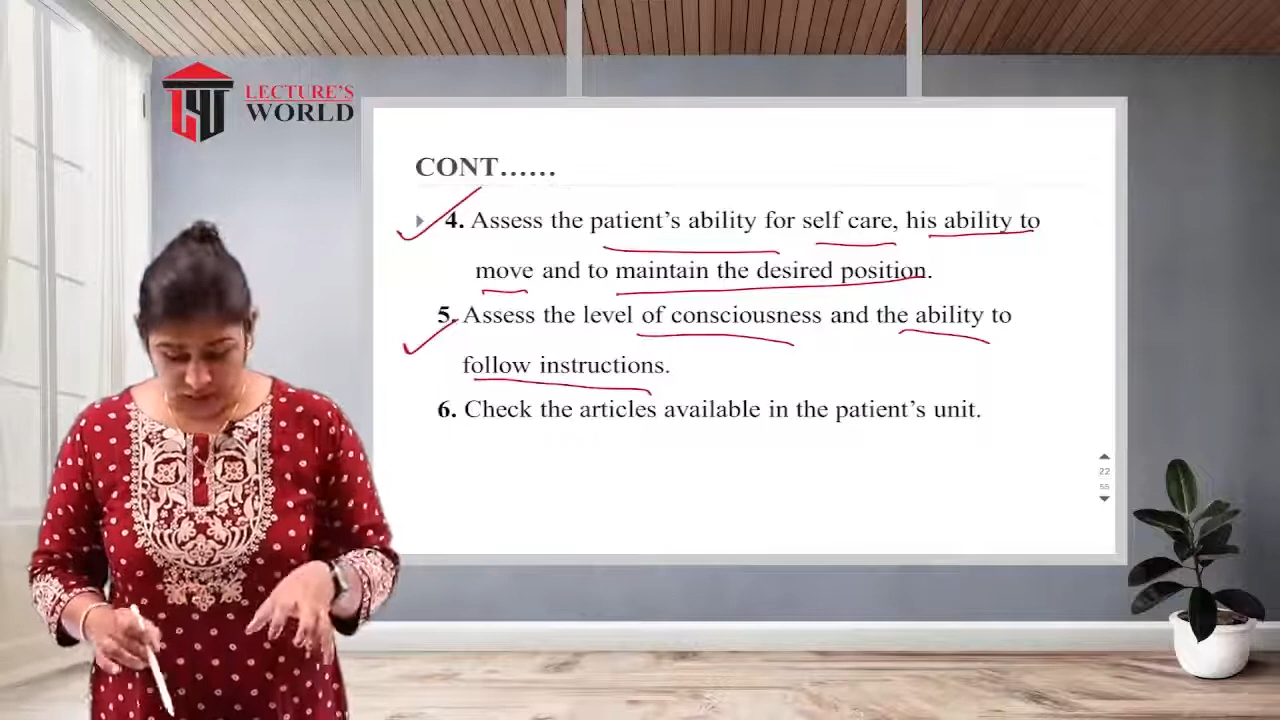 LECTURE'S
WORLD
CONT......
4. Assess the patient's ability for self care, his ability to
move and to maintain the desired position.
5. Assess the level of consciousness and the ability to
follow instructions.
6. Check the articles available in the patient's unit.
22
55